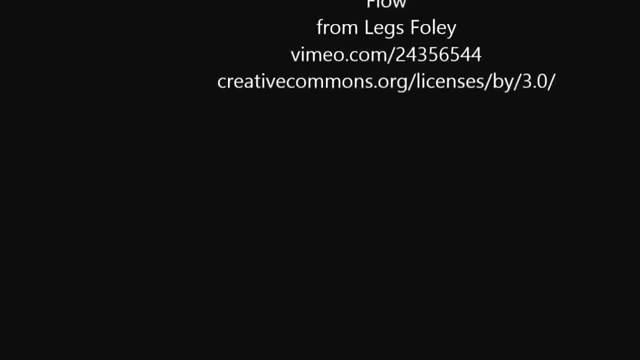 Flow
from Legs Foley
vimeo.com/24356544
creativecommons.org/licenses/by/3.0/